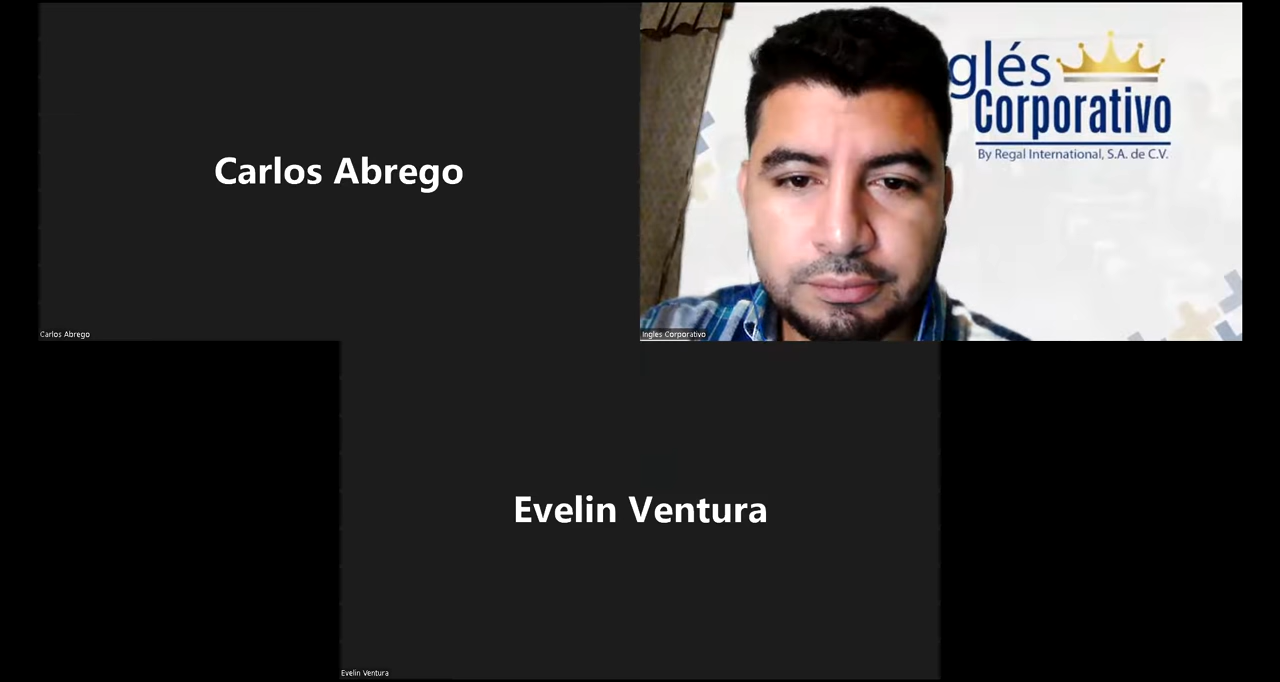 Carlos Abrego
Carlos Abrego
glés
Corporativo
By Regal International, S.A. de C.V.
Ingles Corporativo
Evelin Ventura
Evelin Ventura